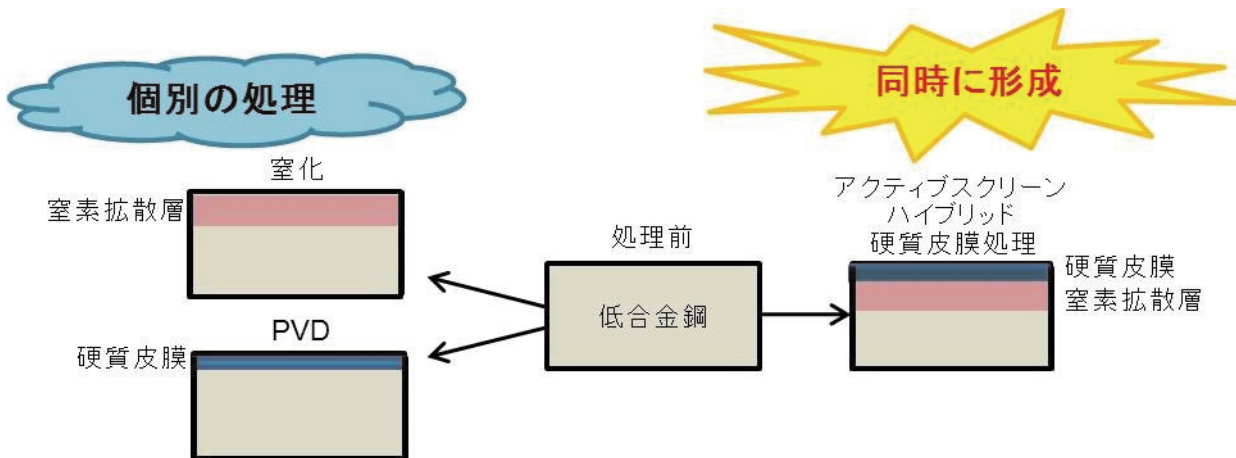 個別の処理
同時に形成
窒化
窒素拡散層
PVD
硬質皮膜
処理前
低合金鋼
アクティブスクリーン
ハイブリッド
硬質皮膜処理
硬質皮膜
窒素拡散層